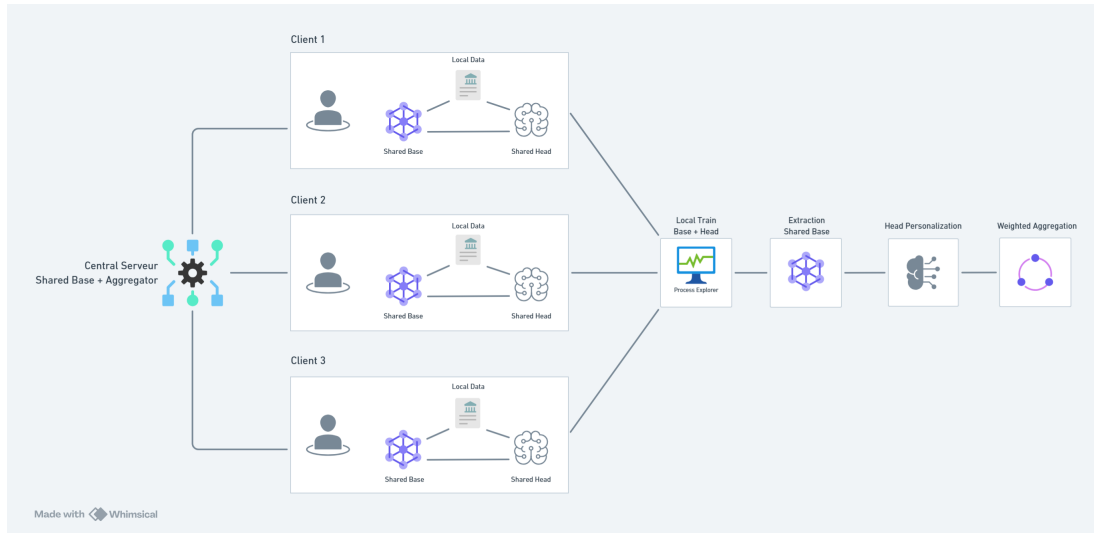 Client 1
Local Data
Shared Base
Shared Head
Client 2
Local Data
Shared Base
Shared Head
Client 3
Local Data
Shared Base
Shared Head
Central Serveur
Shared Base + Aggregator
Local Train
Base + Head
Process Explorer
Extraction
Shared Base
Head Personalization
Weighted Aggregation
Made with Whimsical